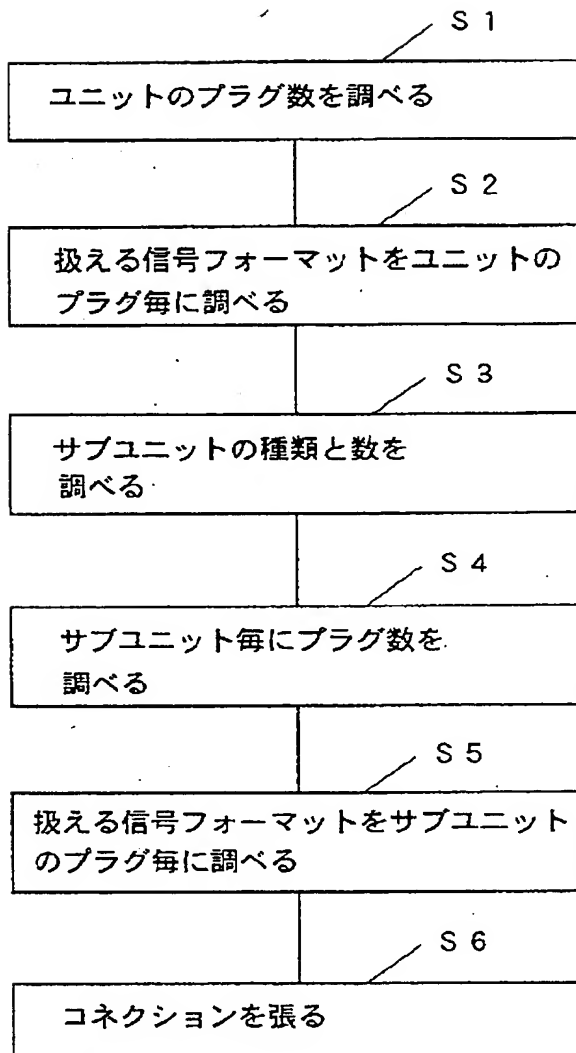 S 1
ユニットのプラグ数を調べる
S 2
扱える信号フォーマットをユニットの
プラグ毎に調べる
S 3
サブユニットの種類と数を
調べる
S 4
サブユニット毎にプラグ数を
調べる
S 5
扱える信号フォーマットをサブユニット
のプラグ毎に調べる
S 6
コネクションを張る